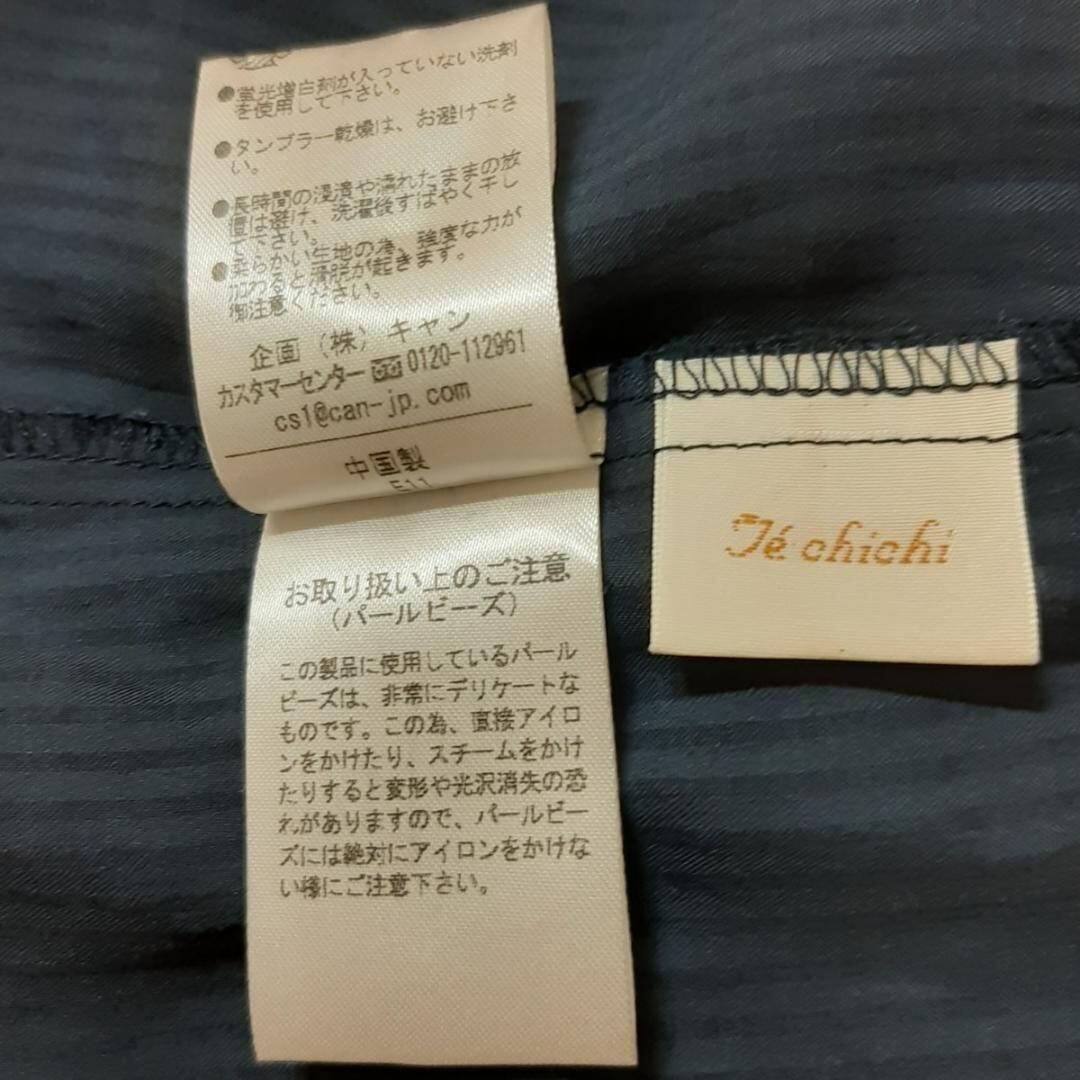 ●蛍光増白剤が入っていない洗剤
を使用して下さい。
●タンブラー乾燥は、お避け下さ
い。
●長時間の浸漬や濡れたままの放
置は避け、洗濯後すばやく干し
て下さい。
●柔らかい生地の為、強度な力が
加わると滑脱が起きます。
御注意ください。
企画（株）キャン
カスタマーセンター 0120-112961
cs1@can-jp.com
中国製
お取り扱い上のご注意
（パールビーズ）
この製品に使用しているパール
ビーズは、非常にデリケートな
ものです。この為、直接アイロ
ンをかけたり、スチームをかけ
たりすると変形や光沢消失の恐
れがありますので、パールビー
ズには絶対にアイロンをかけな
い様にご注意下さい。
Té chichi